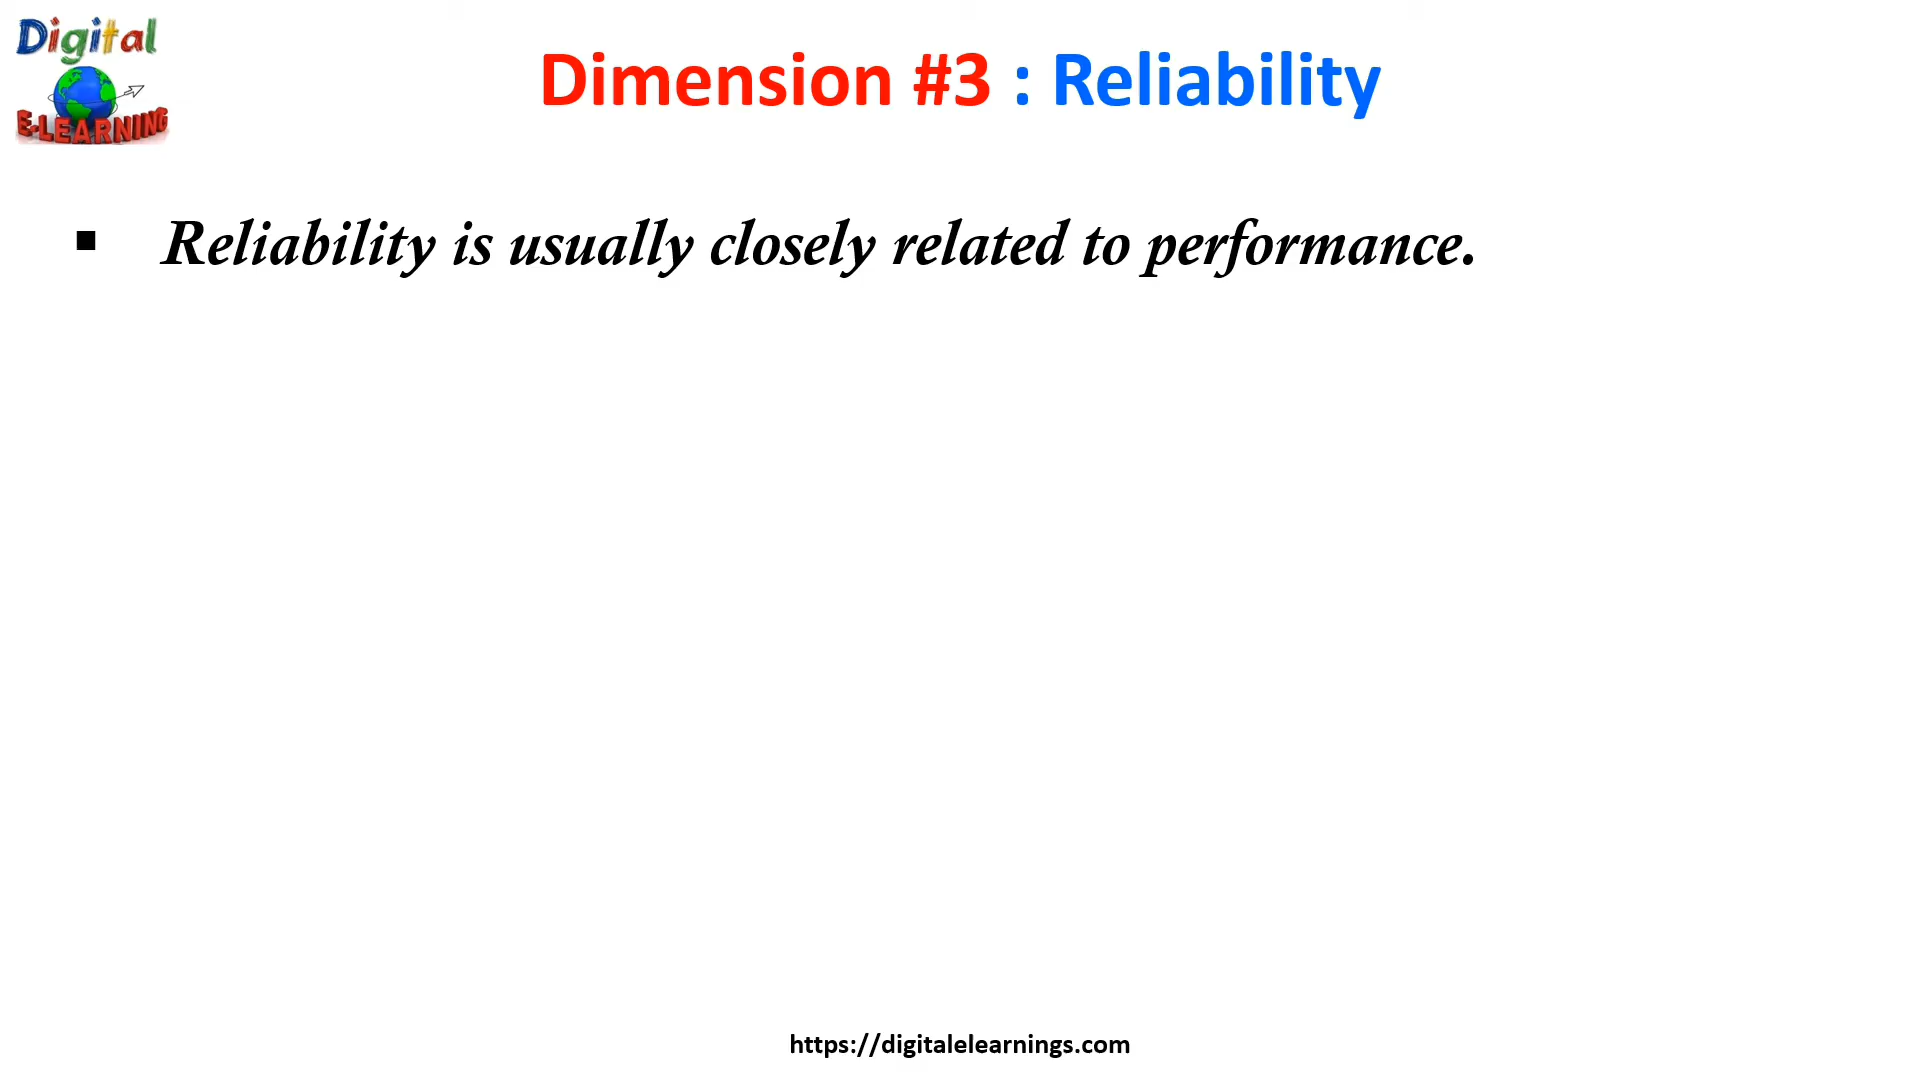 Digital
E-LEARNING
Dimension #3 : Reliability
▪ Reliability is usually closely related to performance.
https://digitalelearnings.com